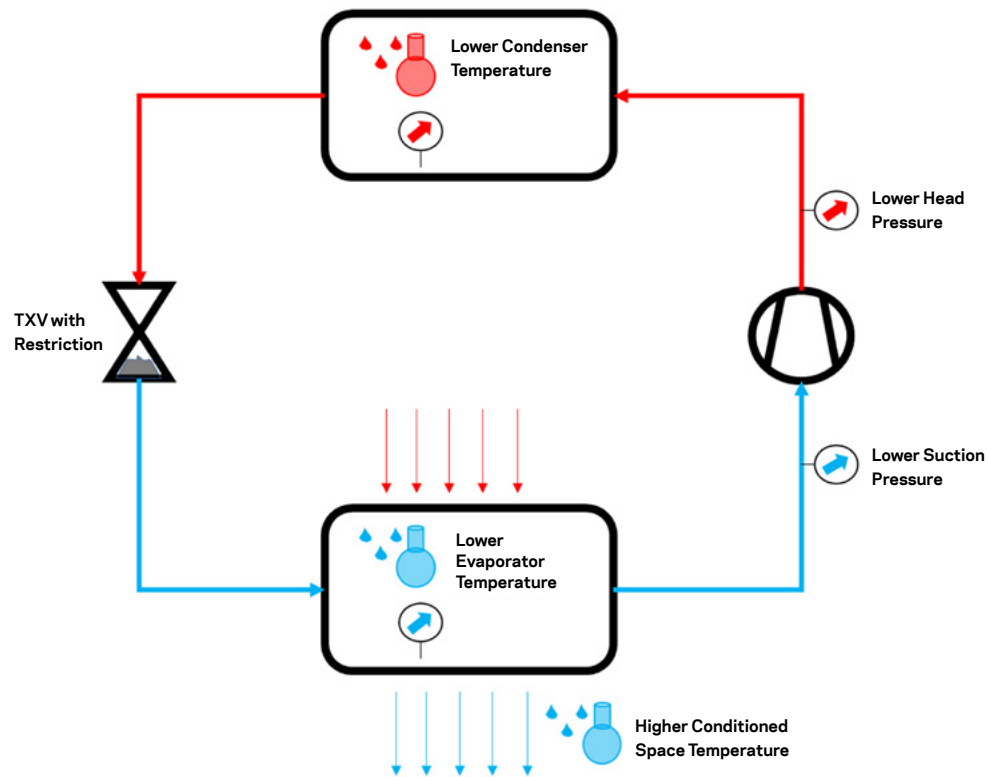 Lower Condenser
Temperature
Lower Head
Pressure
TXV with
Restriction
Lower Suction
Pressure
Lower
Evaporator
Temperature
Higher Conditioned
Space Temperature